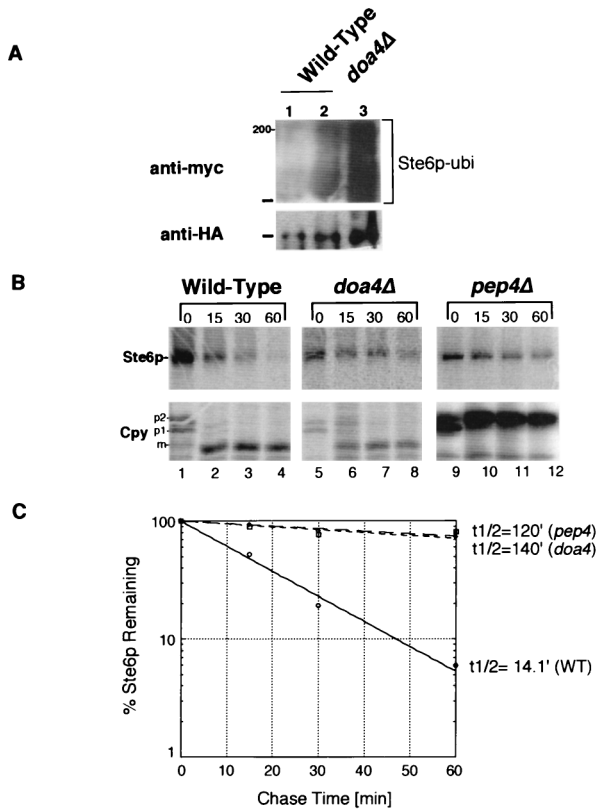 A
Wild-Type
doa4Δ
1 2 3
200-
anti-myc
Ste6p-ubi
anti-HA
B
Wild-Type doa4Δ pep4Δ
0 15 30 60 0 15 30 60 0 15 30 60
Ste6p-
p2
Cpy p1
m
1 2 3 4 5 6 7 8 9 10 11 12
C
100
t1/2=120' (pep4)
t1/2=140' (doa4)
% Ste6p Remaining
10
t1/2= 14.1' (WT)
1
0 10 20 30 40 50 60
Chase Time [min]